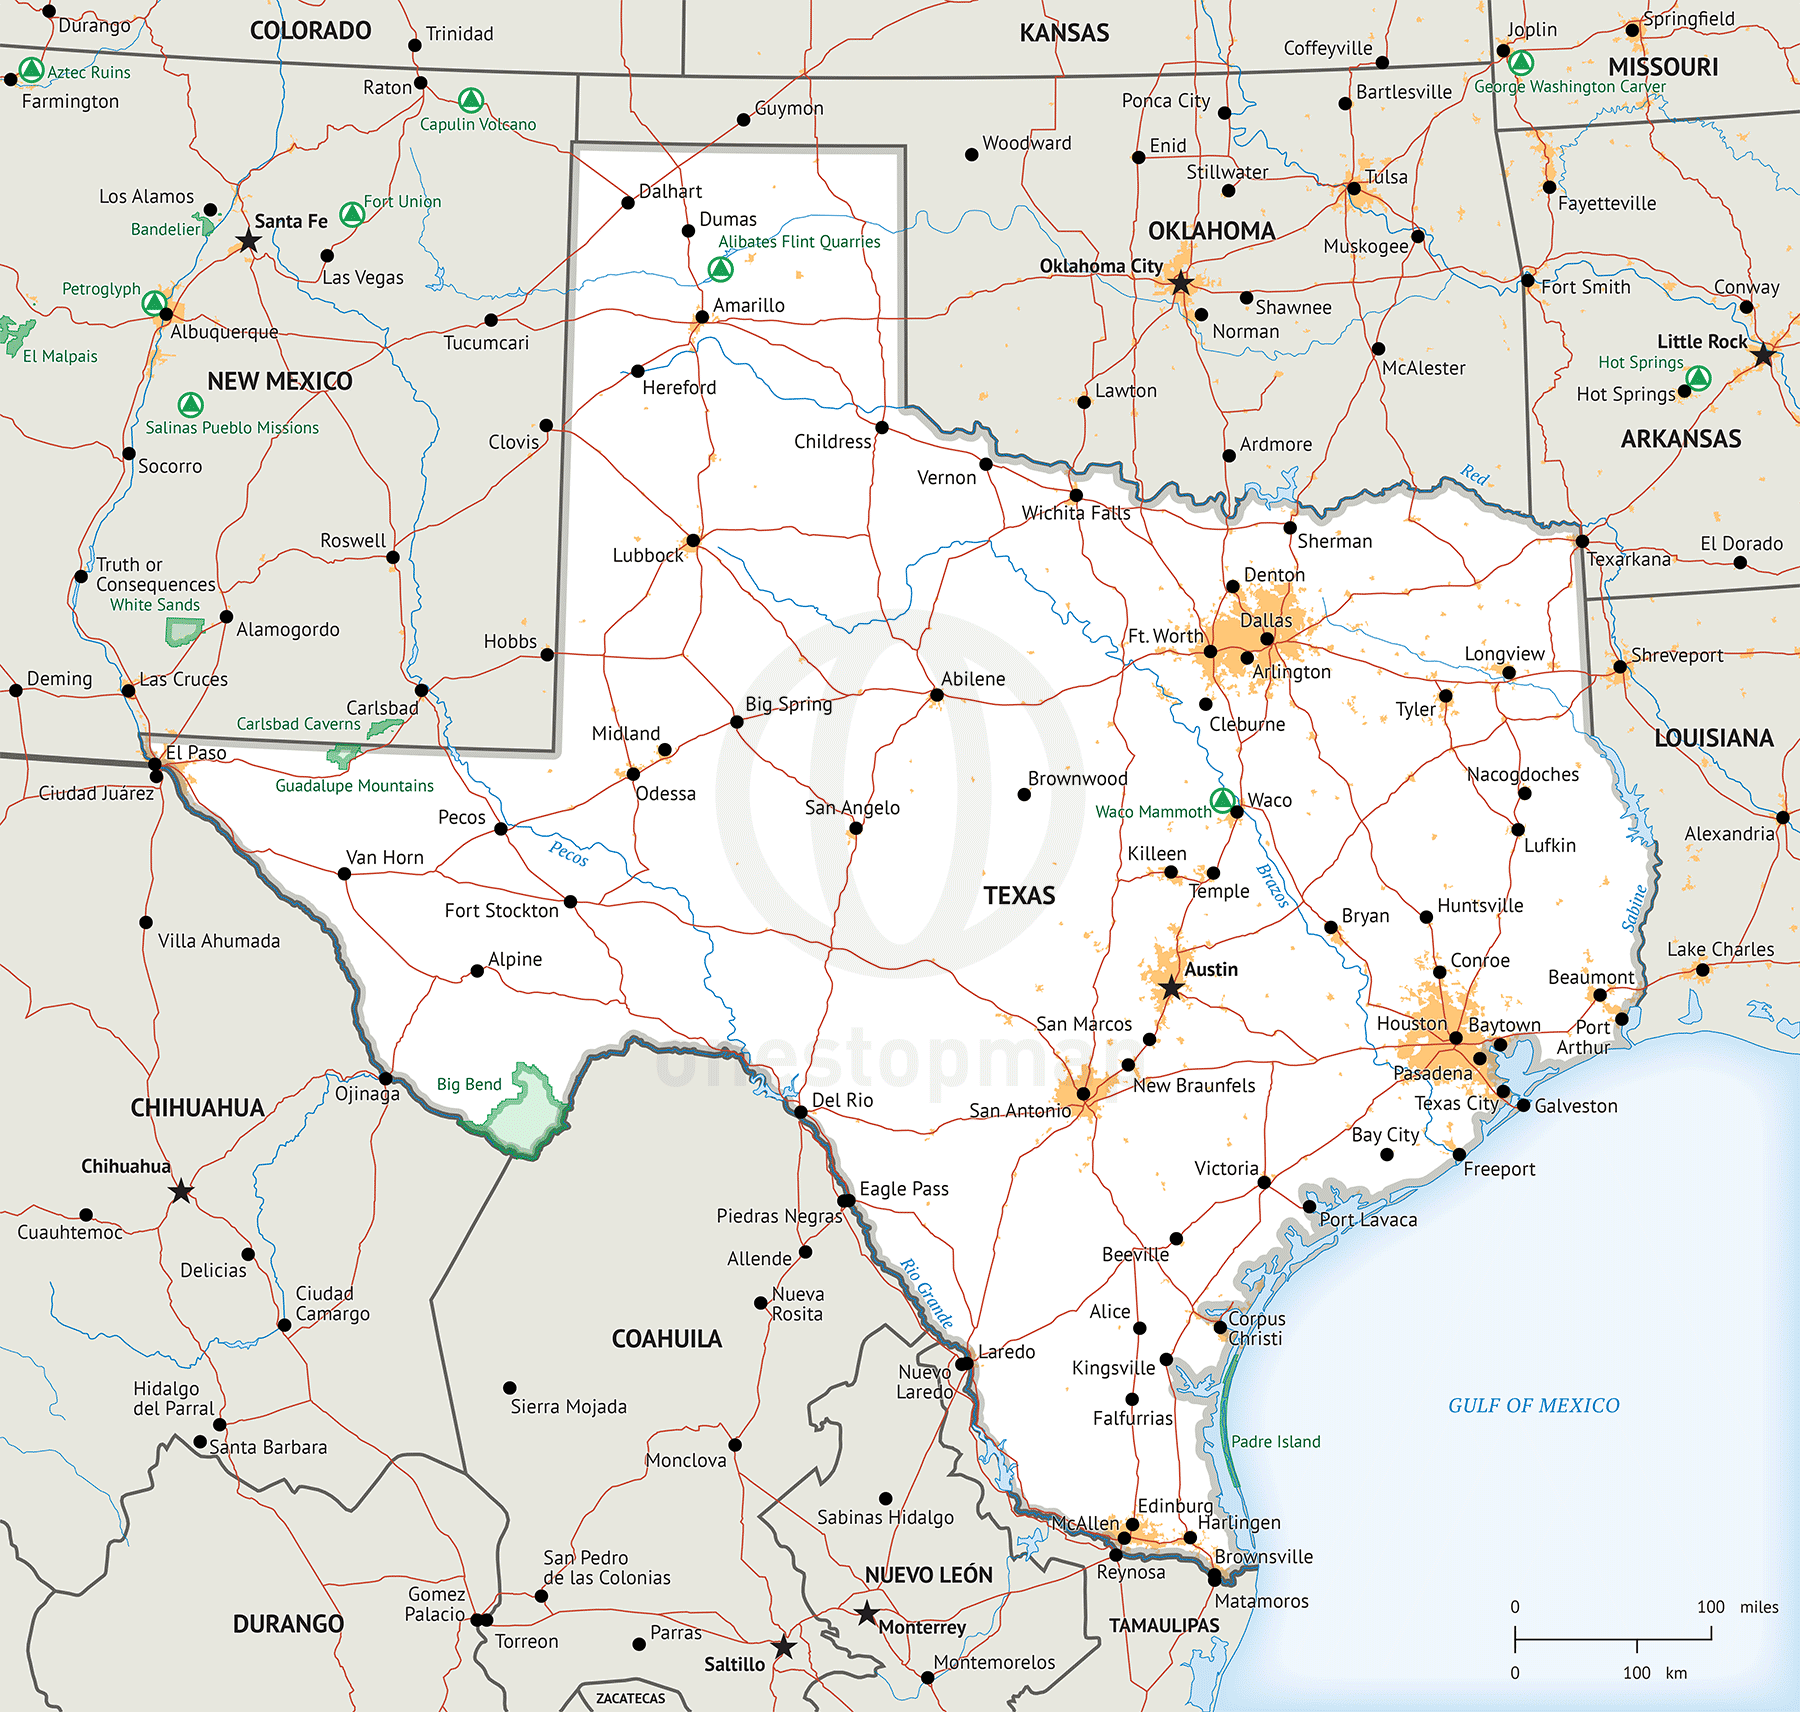 Durango
COLORADO
Trinidad
KANSAS
Coffeyville
Joplin
Springfield
MISSOURI
Aztec Ruins
Farmington
Raton
Capulin Volcano
Guymon
Ponca City
Bartlesville
George Washington Carver
Woodward
Enid
Stillwater
Tulsa
Fayetteville
Los Alamos
Bandelier
Santa Fe
Fort Union
Las Vegas
Dalhart
Dumas
Alibates Flint Quarries
OKLAHOMA
Muskogee
Oklahoma City
Shawnee
Norman
Fort Smith
Conway
Petroglyph
Albuquerque
El Malpais
Tucumcari
Amarillo
Little Rock
Hot Springs
Hot Springs
NEW MEXICO
Salinas Pueblo Missions
Hereford
Lawton
McAlester
ARKANSAS
Clovis
Childress
Ardmore
Socorro
Vernon
Red
Wichita Falls
Roswell
Lubbock
Sherman
Texarkana
El Dorado
Truth or
Consequences
White Sands
Alamogordo
Denton
Dallas
Ft. Worth
Arlington
Hobbs
Longview
Shreveport
Deming
Las Cruces
Carlsbad
Carlsbad Caverns
Big Spring
Abilene
Cleburne
Tyler
LOUISIANA
El Paso
Ciudad Juárez
Guadalupe Mountains
Midland
Odessa
Brownwood
Nacogdoches
San Angelo
Waco
Waco Mammoth
Pecos
Pecos
Lufkin
Alexandria
Van Horn
Killeen
Temple
Brazos
TEXAS
Fort Stockton
Bryan
Huntsville
Sabine
Villa Ahumada
Alpine
Austin
Conroe
Beaumont
Lake Charles
San Marcos
Houston
Baytown
Port
Arthur
onestopmap
Big Bend
Ojinaga
Del Rio
New Braunfels
San Antonio
Pasadena
Texas City
Galveston
CHIHUAHUA
Bay City
Freeport
Chihuahua
Victoria
Eagle Pass
Piedras Negras
Port Lavaca
Cuauhtemoc
Delicias
Allende
Beeville
Rio Grande
Ciudad
Camargo
Nueva
Rosita
Alice
Corpus
Christi
COAHUILA
Laredo
Nuevo
Laredo
Kingsville
Hidalgo
del Parral
Sierra Mojada
Falfurrias
GULF OF MEXICO
Santa Barbara
Monclova
Padre Island
Sabinas Hidalgo
Edinburg
McAllen
Harlingen
San Pedro
de las Colonias
NUEVO LEÓN
Reynosa
Brownsville
Matamoros
Gomez
Palacio
Torreon
DURANGO
Parras
Monterrey
TAMAULIPAS
Saltillo
Montemorelos
ZACATECAS
0 100 miles
0 100 km